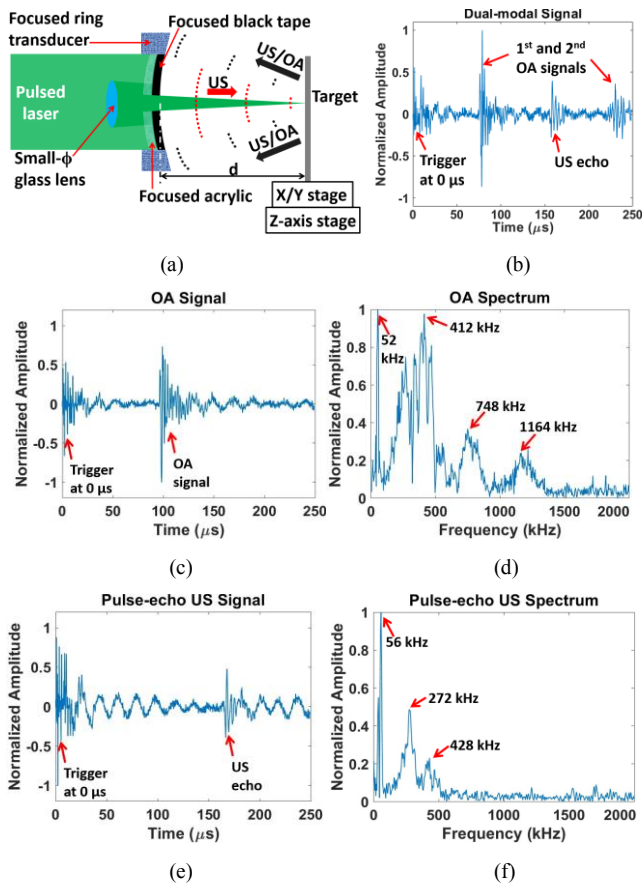 Focused ring
transducer
Focused black tape
Pulsed
laser
US
US/OA
US/OA
Target
d
Small-ϕ
glass lens
Focused acrylic
X/Y stage
Z-axis stage
(a)
Dual-modal Signal
Normalized Amplitude
1
0.5
0
-0.5
-1
1st and 2nd
OA signals
Trigger
at 0 µs
US echo
0 50 100 150 200 250
Time (µs)
(b)
OA Signal
Normalized Amplitude
1
0.5
0
-0.5
-1
Trigger
at 0 µs
OA
signal
0 50 100 150 200 250
Time (µs)
(c)
OA Spectrum
Normalized Amplitude
1
0.8
0.6
0.4
0.2
0
52
kHz
412 kHz
748 kHz
1164 kHz
0 500 1000 1500 2000
Frequency (kHz)
(d)
Pulse-echo US Signal
Normalized Amplitude
1
0.5
0
-0.5
-1
Trigger
at 0 µs
US
echo
0 50 100 150 200 250
Time (µs)
(e)
Pulse-echo US Spectrum
Normalized Amplitude
1
0.8
0.6
0.4
0.2
0
56 kHz
272 kHz
428 kHz
0 500 1000 1500 2000
Frequency (kHz)
(f)